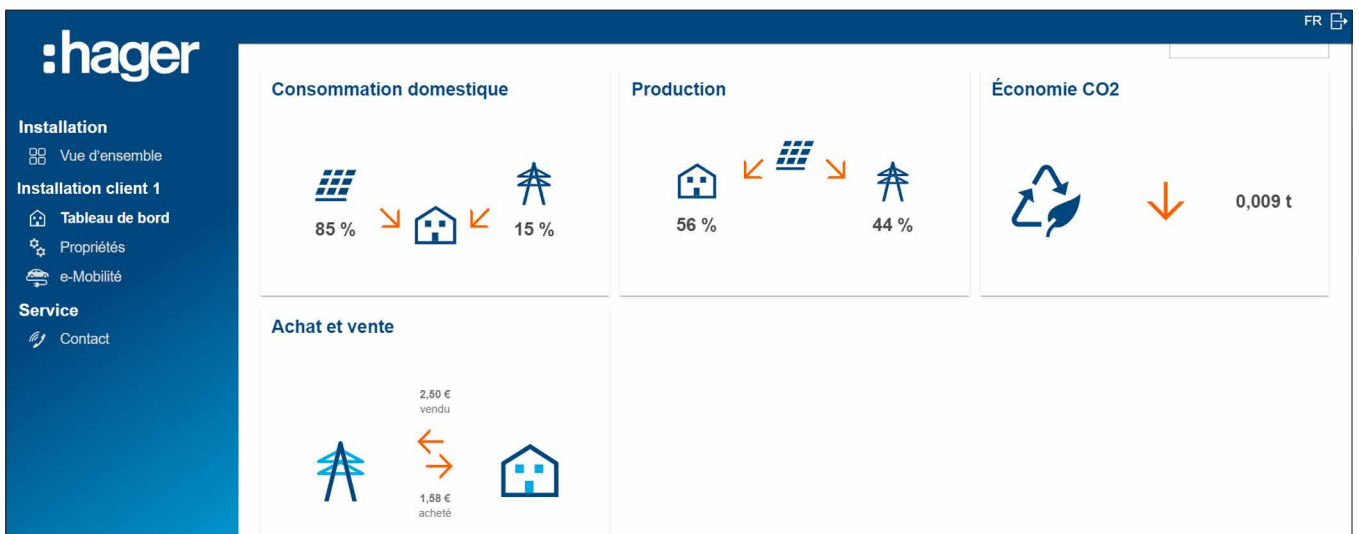 FR
:hager
Installation
Vue d'ensemble
Installation client 1
Tableau de bord
Propriétés
e-Mobilité
Service
Contact
Consommation domestique
85 %
15 %
Production
56 %
44 %
Économie CO2
0,009 t
Achat et vente
2,50 €
vendu
1,58 €
acheté